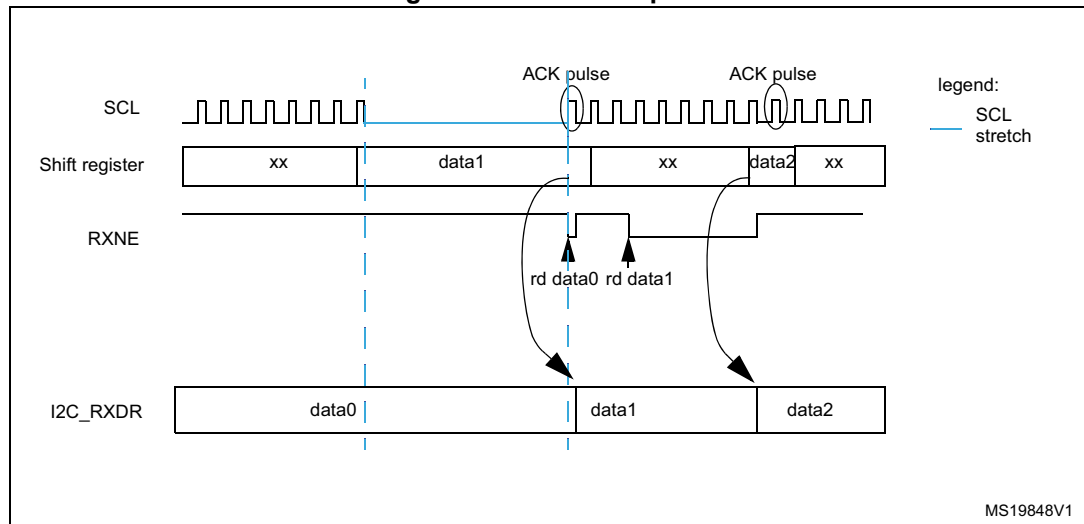 ACK pulse ACK pulse
legend:
SCL
SCL
stretch
Shift register xx data1 xx data2 xx
RXNE
rd data0 rd data1
I2C_RXDR data0 data1 data2
MS19848V1